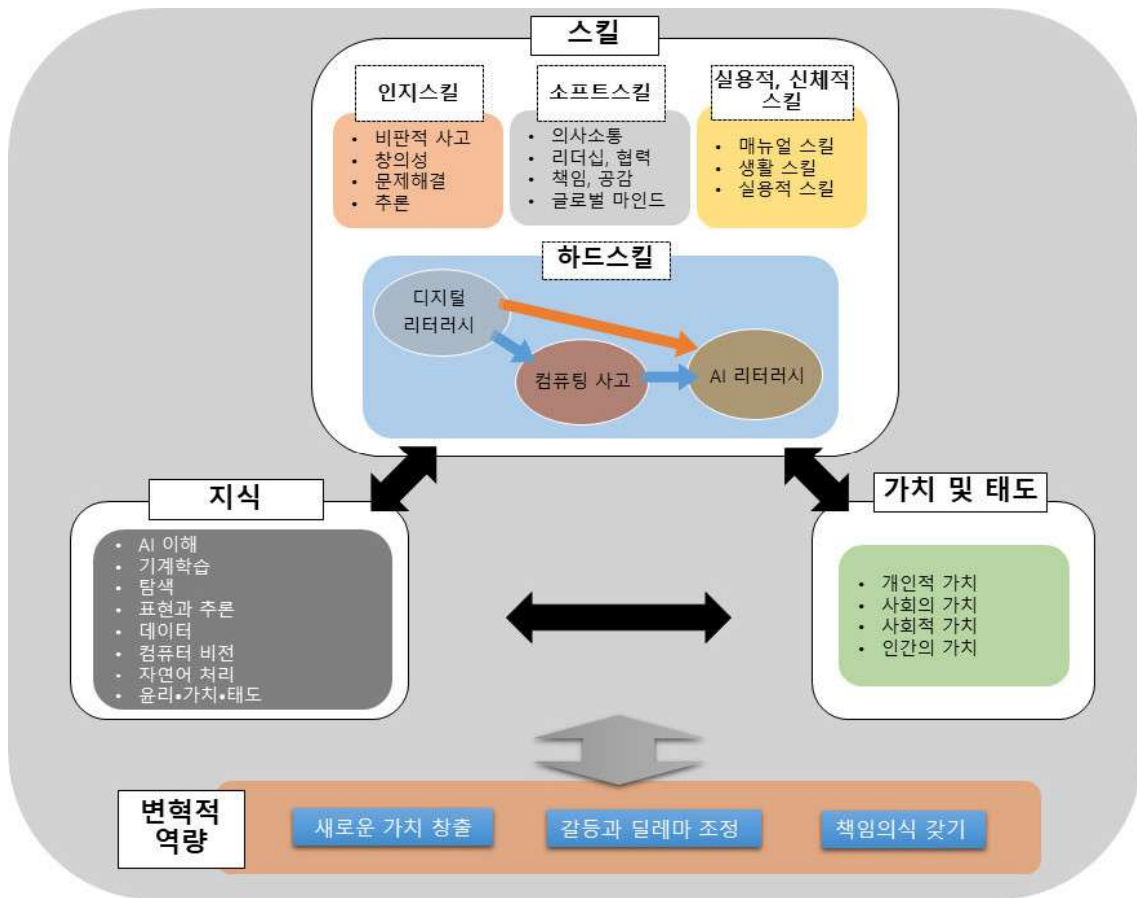 스킬
인지스킬
• 비판적 사고
• 창의성
• 문제해결
• 추론
소프트스킬
• 의사소통
• 리더십, 협력
• 책임, 공감
• 글로벌 마인드
실용적, 신체적
스킬
• 매뉴얼 스킬
• 생활 스킬
• 실용적 스킬
하드스킬
디지털
리터러시
컴퓨팅 사고
AI 리터러시
지식
• AI 이해
• 기계학습
• 탐색
• 표현과 추론
• 데이터
• 컴퓨터 비전
• 자연어 처리
• 윤리•가치•태도
가치 및 태도
• 개인적 가치
• 사회의 가치
• 사회적 가치
• 인간의 가치
변혁적
역량
새로운 가치 창출
갈등과 딜레마 조정
책임의식 갖기